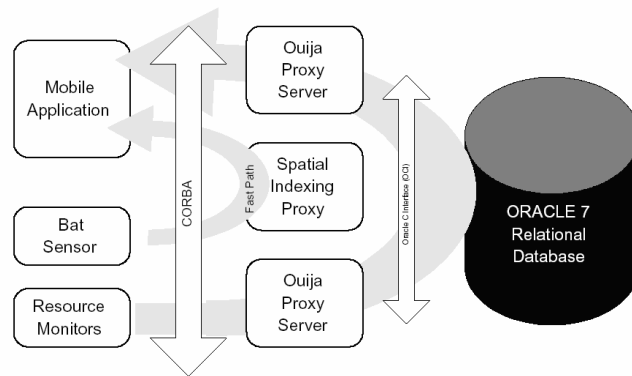 Mobile
Application
Bat
Sensor
Resource
Monitors
CORBA
Ouija
Proxy
Server
Fast Path
Spatial
Indexing
Proxy
Ouija
Proxy
Server
Oracle C Interface (OCI)
ORACLE 7
Relational
Database